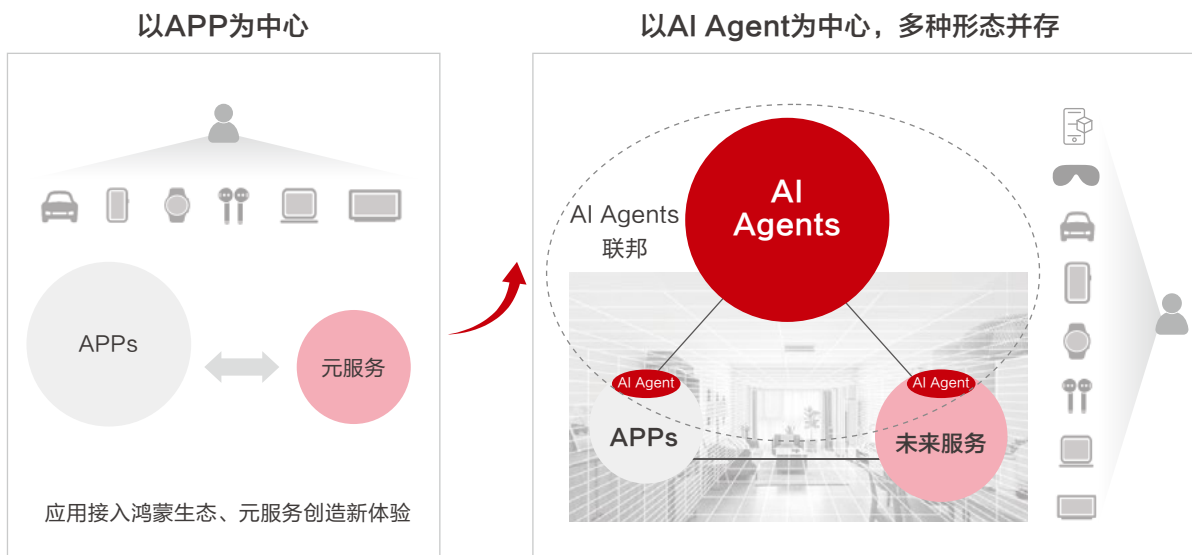 以APP为中心
APPs
元服务
应用接入鸿蒙生态、元服务创造新体验
以AI Agent为中心，多种形态并存
AI
Agents
AI Agents
联邦
AI Agent
AI Agent
APPs
未来服务